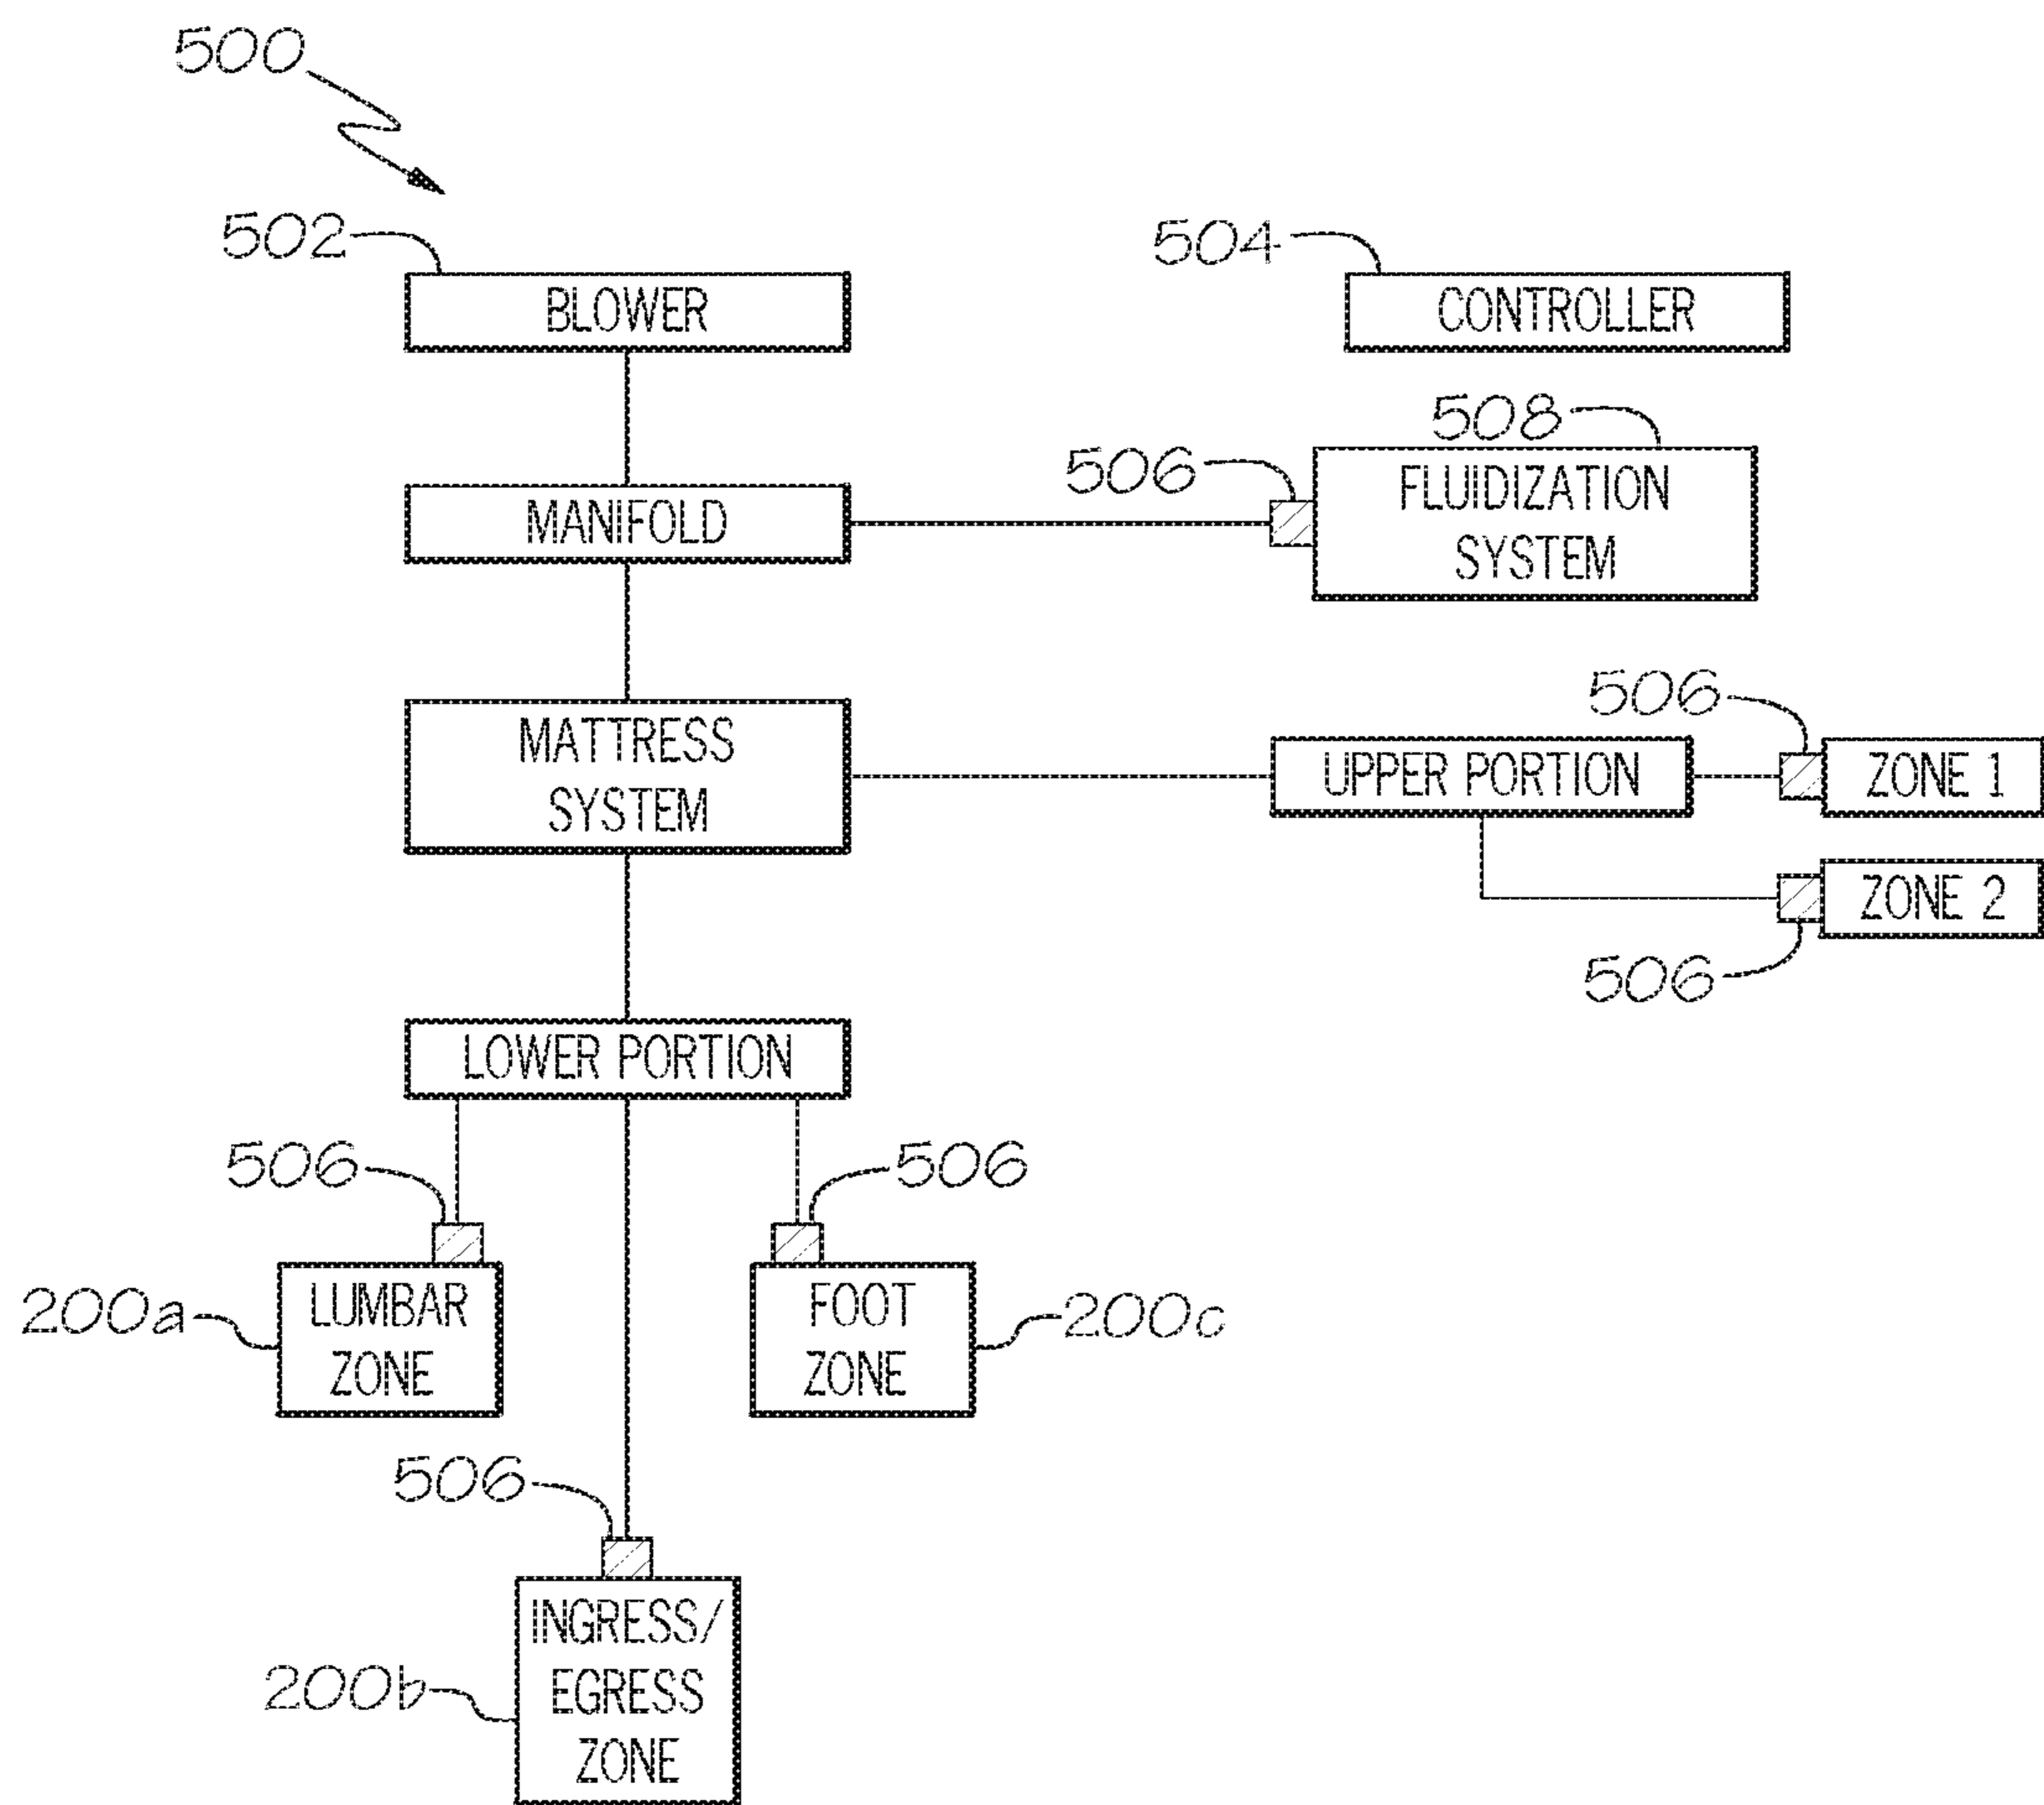 500
502
504
BLOWER
CONTROLLER
508
506
MANIFOLD
FLUIDIZATION
SYSTEM
506
MATTRESS
SYSTEM
UPPER PORTION
ZONE 1
ZONE 2
506
LOWER PORTION
506
506
200a
LUMBAR
ZONE
FOOT
ZONE
200c
506
INGRESS/
EGRESS
ZONE
200b